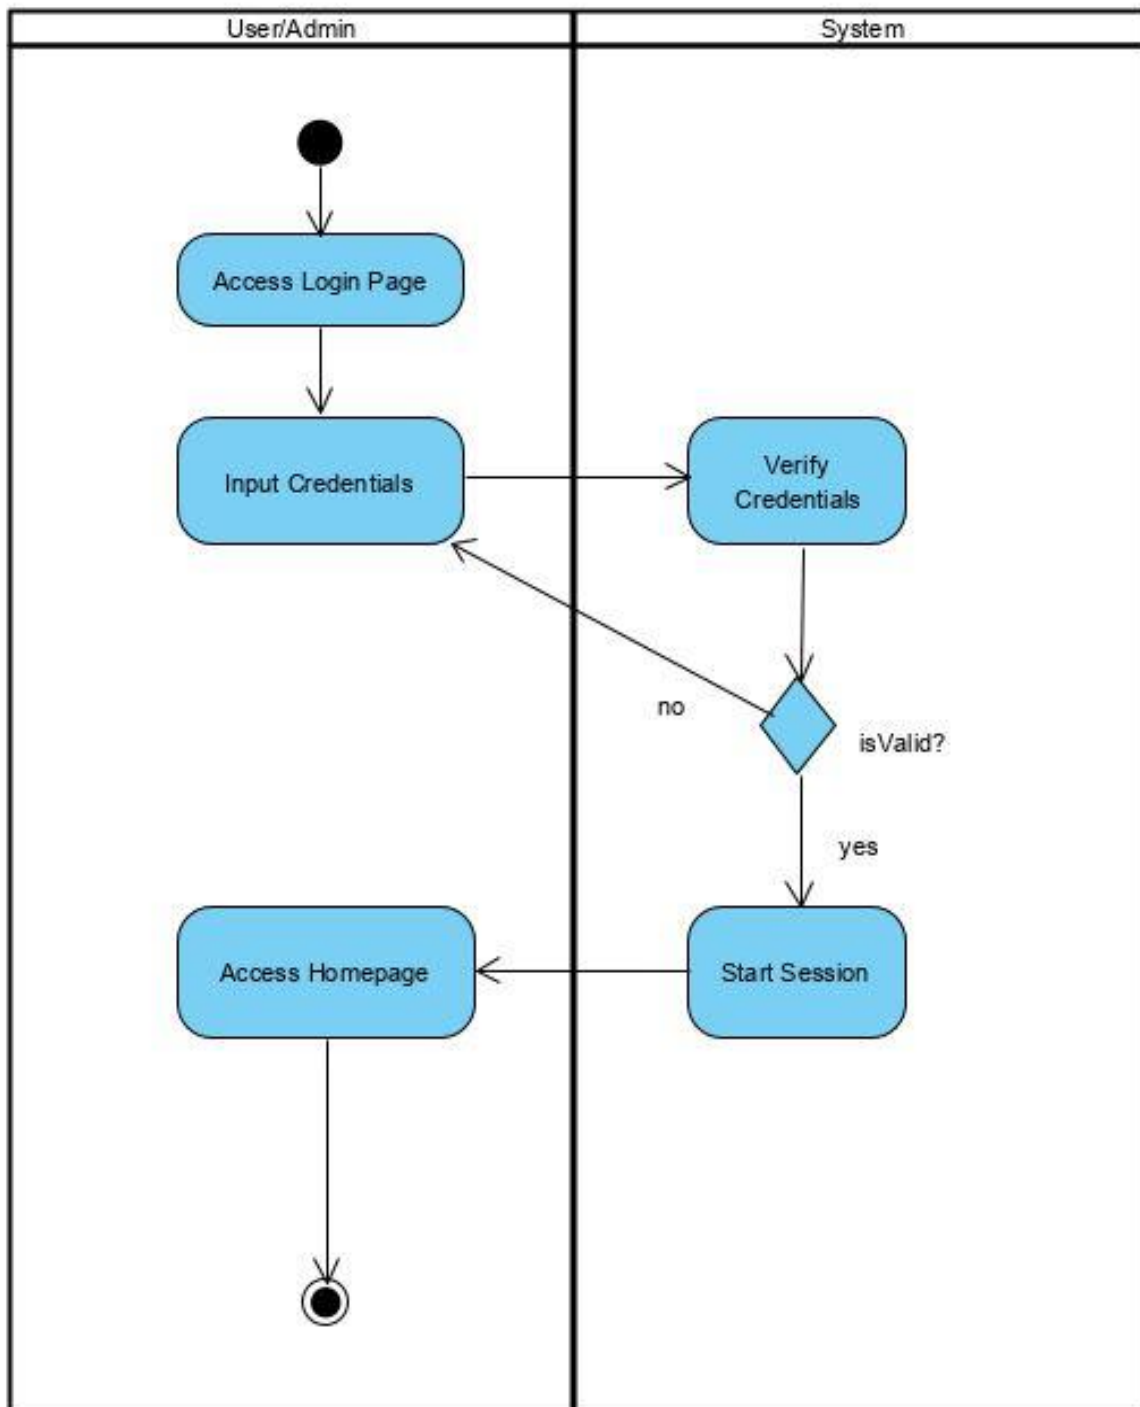 User/Admin
System
Access Login Page
Input Credentials
Verify
Credentials
no
isValid?
yes
Access Homepage
Start Session